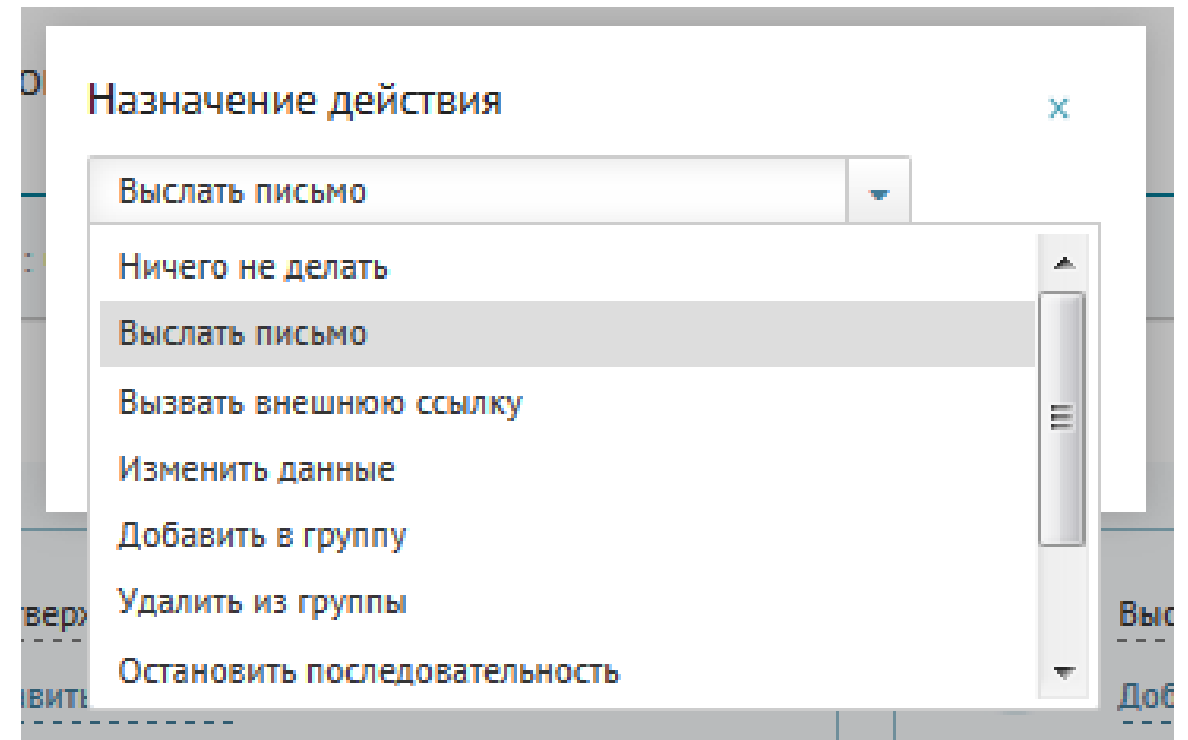 Назначение действия
x
Выслать письмо
Ничего не делать
Выслать письмо
Вызвать внешнюю ссылку
Изменить данные
Добавить в группу
Удалить из группы
Остановить последовательность